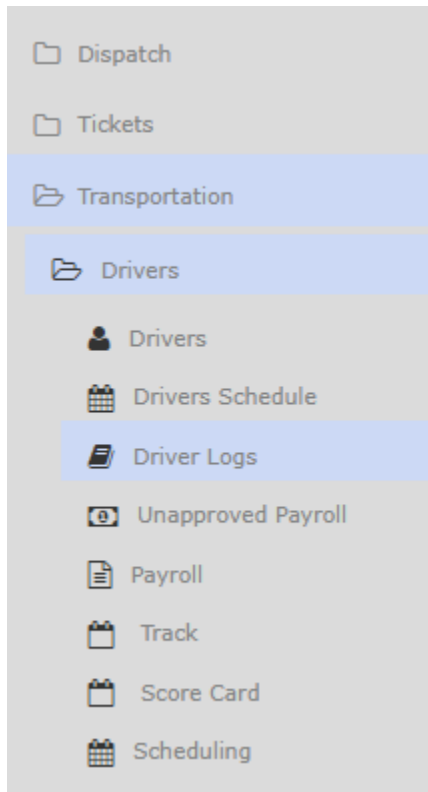 Dispatch
Tickets
Transportation
Drivers
Drivers
Drivers Schedule
Driver Logs
Unapproved Payroll
Payroll
Track
Score Card
Scheduling